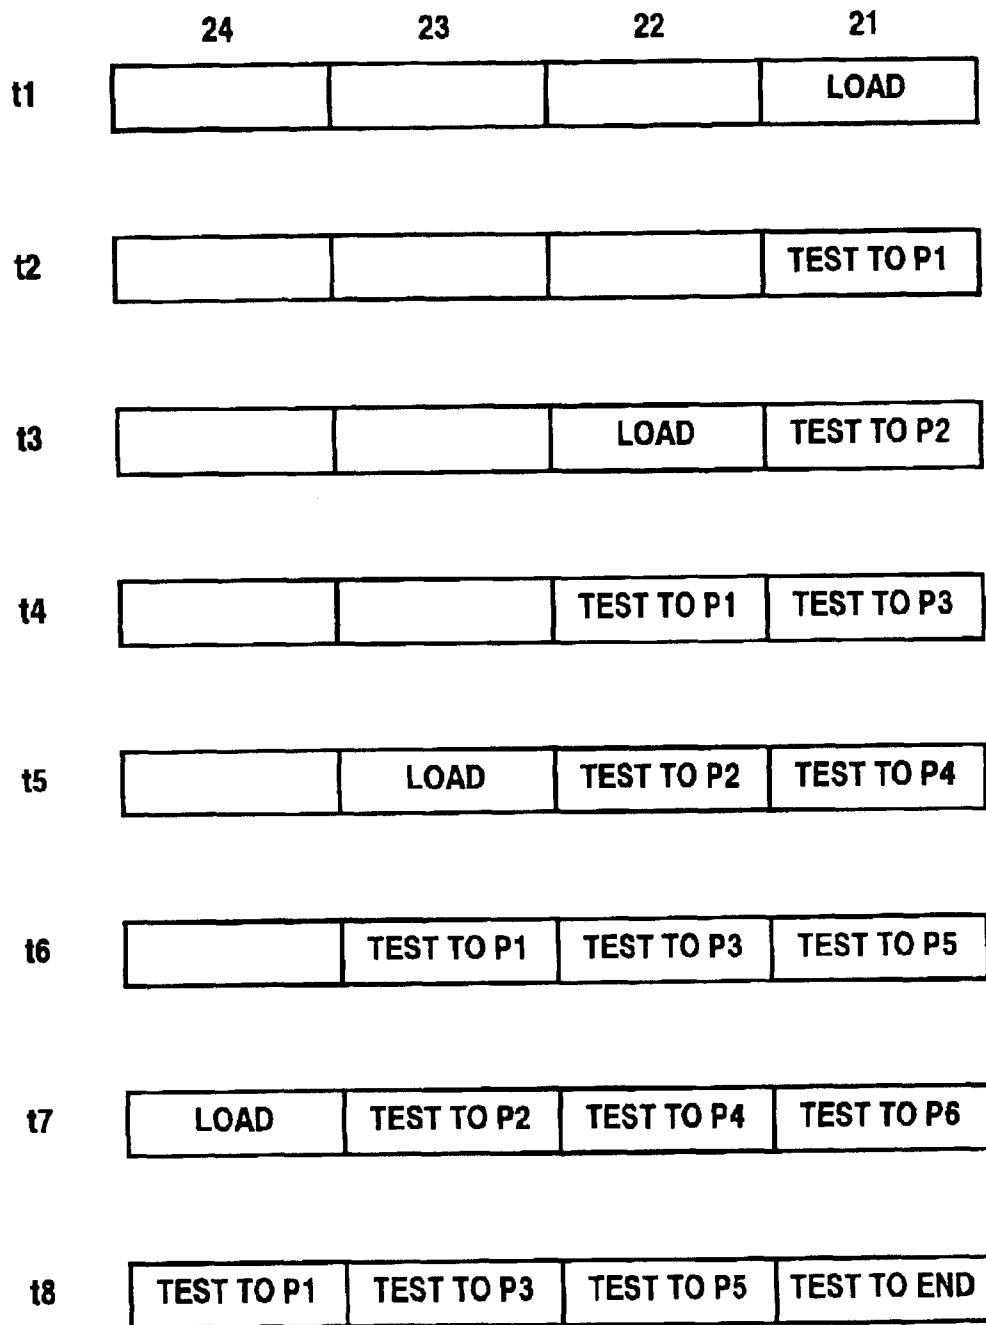 24 23 22 21
t1 LOAD
t2 TEST TO P1
t3 LOAD TEST TO P2
t4 TEST TO P1 TEST TO P3
t5 LOAD TEST TO P2 TEST TO P4
t6 TEST TO P1 TEST TO P3 TEST TO P5
t7 LOAD TEST TO P2 TEST TO P4 TEST TO P6
t8 TEST TO P1 TEST TO P3 TEST TO P5 TEST TO END